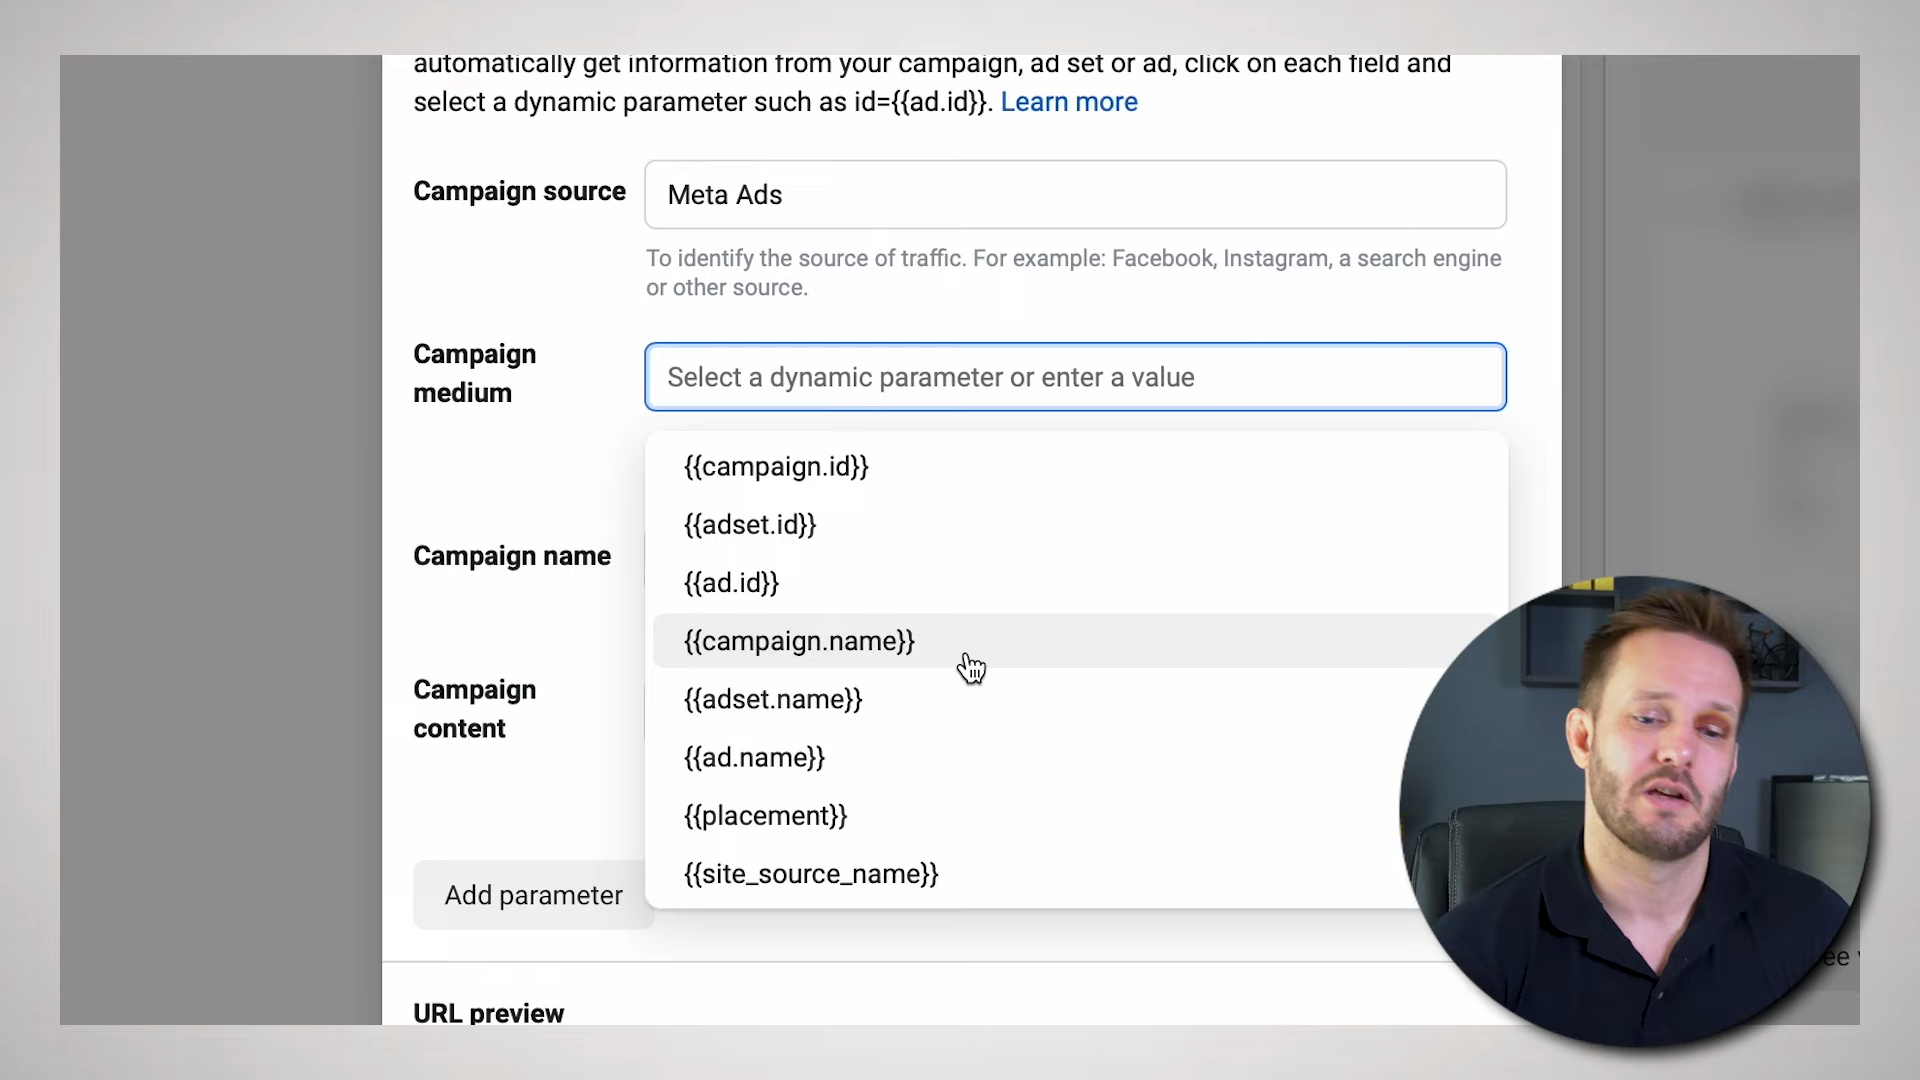 automatically get information from your campaign, ad set or ad, click on each field and
select a dynamic parameter such as id={{ad.id}}. Learn more
Campaign source
Meta Ads
To identify the source of traffic. For example: Facebook, Instagram, a search engine
or other source.
Campaign
medium
Select a dynamic parameter or enter a value
{{campaign.id}}
{{adset.id}}
{{ad.id}}
Campaign name
{{campaign.name}}
{{adset.name}}
Campaign
content
{{ad.name}}
{{placement}}
{{site_source_name}}
Add parameter
URL preview